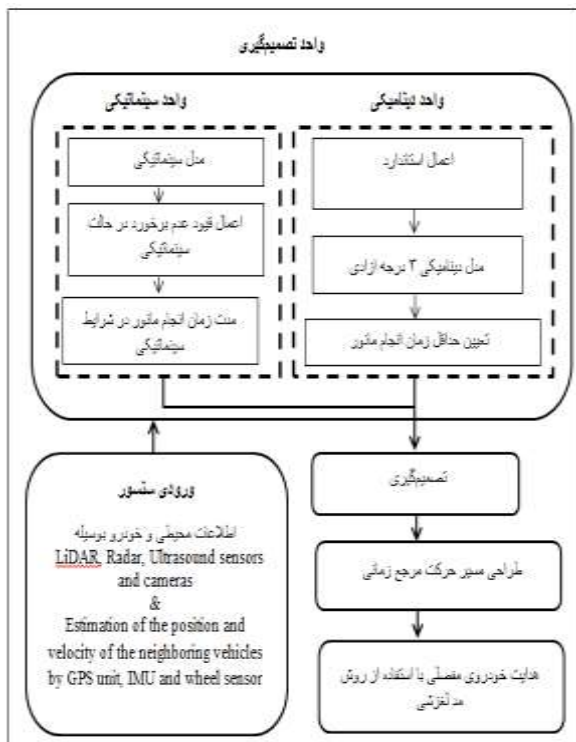 واحد تصمیم‌گیری
واحد دینامیکی
اعمال استاندارد
مدل دینامیکی ۳ درجه ازادی
تعیین حداقل زمان انجام مانور
واحد سینماتیکی
مدل سینماتیکی
اعمال قیود عدم برخورد در حالت
سینماتیکی
مدت زمان انجام مانور در شرایط
سینماتیکی
ورودی سنسور
اطلاعات محیطی و خودرو بوسیله
LiDAR, Radar, Ultrasound sensors
and cameras
&
Estimation of the position and
velocity of the neighboring vehicles
by GPS unit, IMU and wheel sensor
تصمیم‌گیری
طراحی مسیر حرکت مرجع زمانی
هدایت خودروی مفصلی با استفاده از روش
مد لغزشی